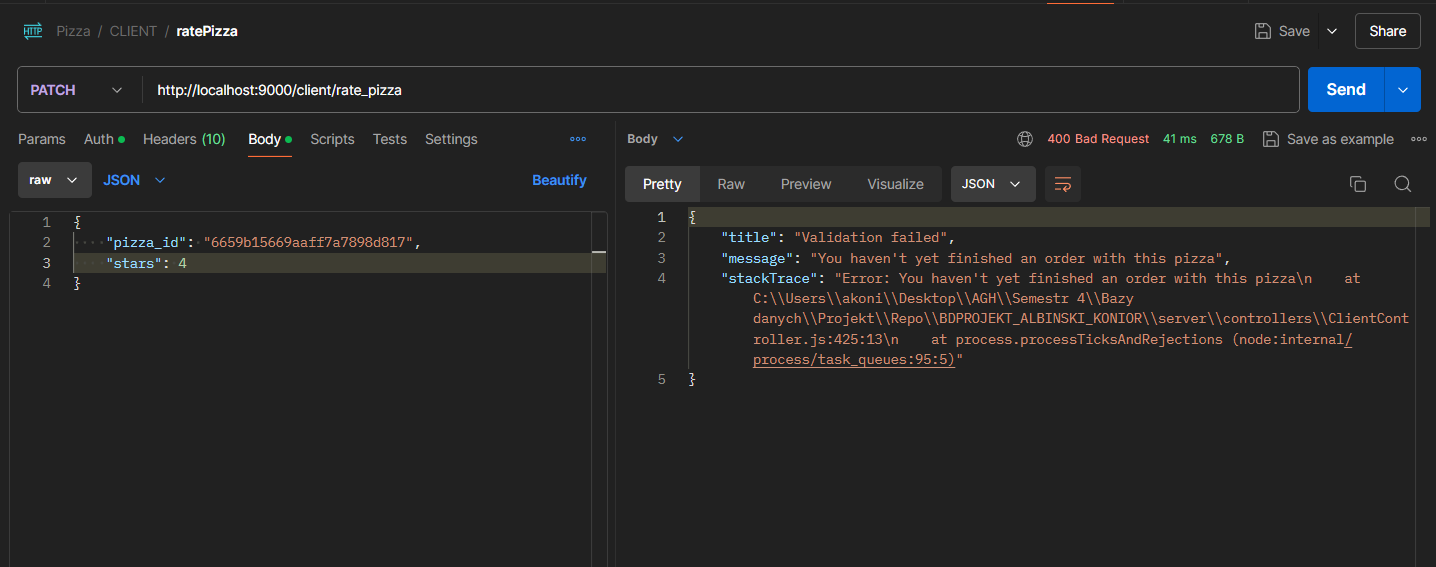 HTTP Pizza / CLIENT / ratePizza Save Share
PATCH http://localhost:9000/client/rate_pizza Send
Params Auth Headers (10) Body Scripts Tests Settings
Body 400 Bad Request 41 ms 678 B Save as example
raw JSON Beautify
Pretty Raw Preview Visualize JSON
1 {
2 "pizza_id": "6659b15669aaff7a7898d817",
3 "stars": 4
4 }
1 {
2 "title": "Validation failed",
3 "message": "You haven't yet finished an order with this pizza",
4 "stackTrace": "Error: You haven't yet finished an order with this pizza\n    at
C:\\Users\\akoni\\Desktop\\AGH\\Semestr 4\\Bazy
danych\\Projekt\\Repo\\BDPROJEKT_ALBINSKI_KONIOR\\server\\controllers\\ClientCont
roller.js:425:13\n    at process.processTicksAndRejections (node:internal/
process/task_queues:95:5)"
5 }